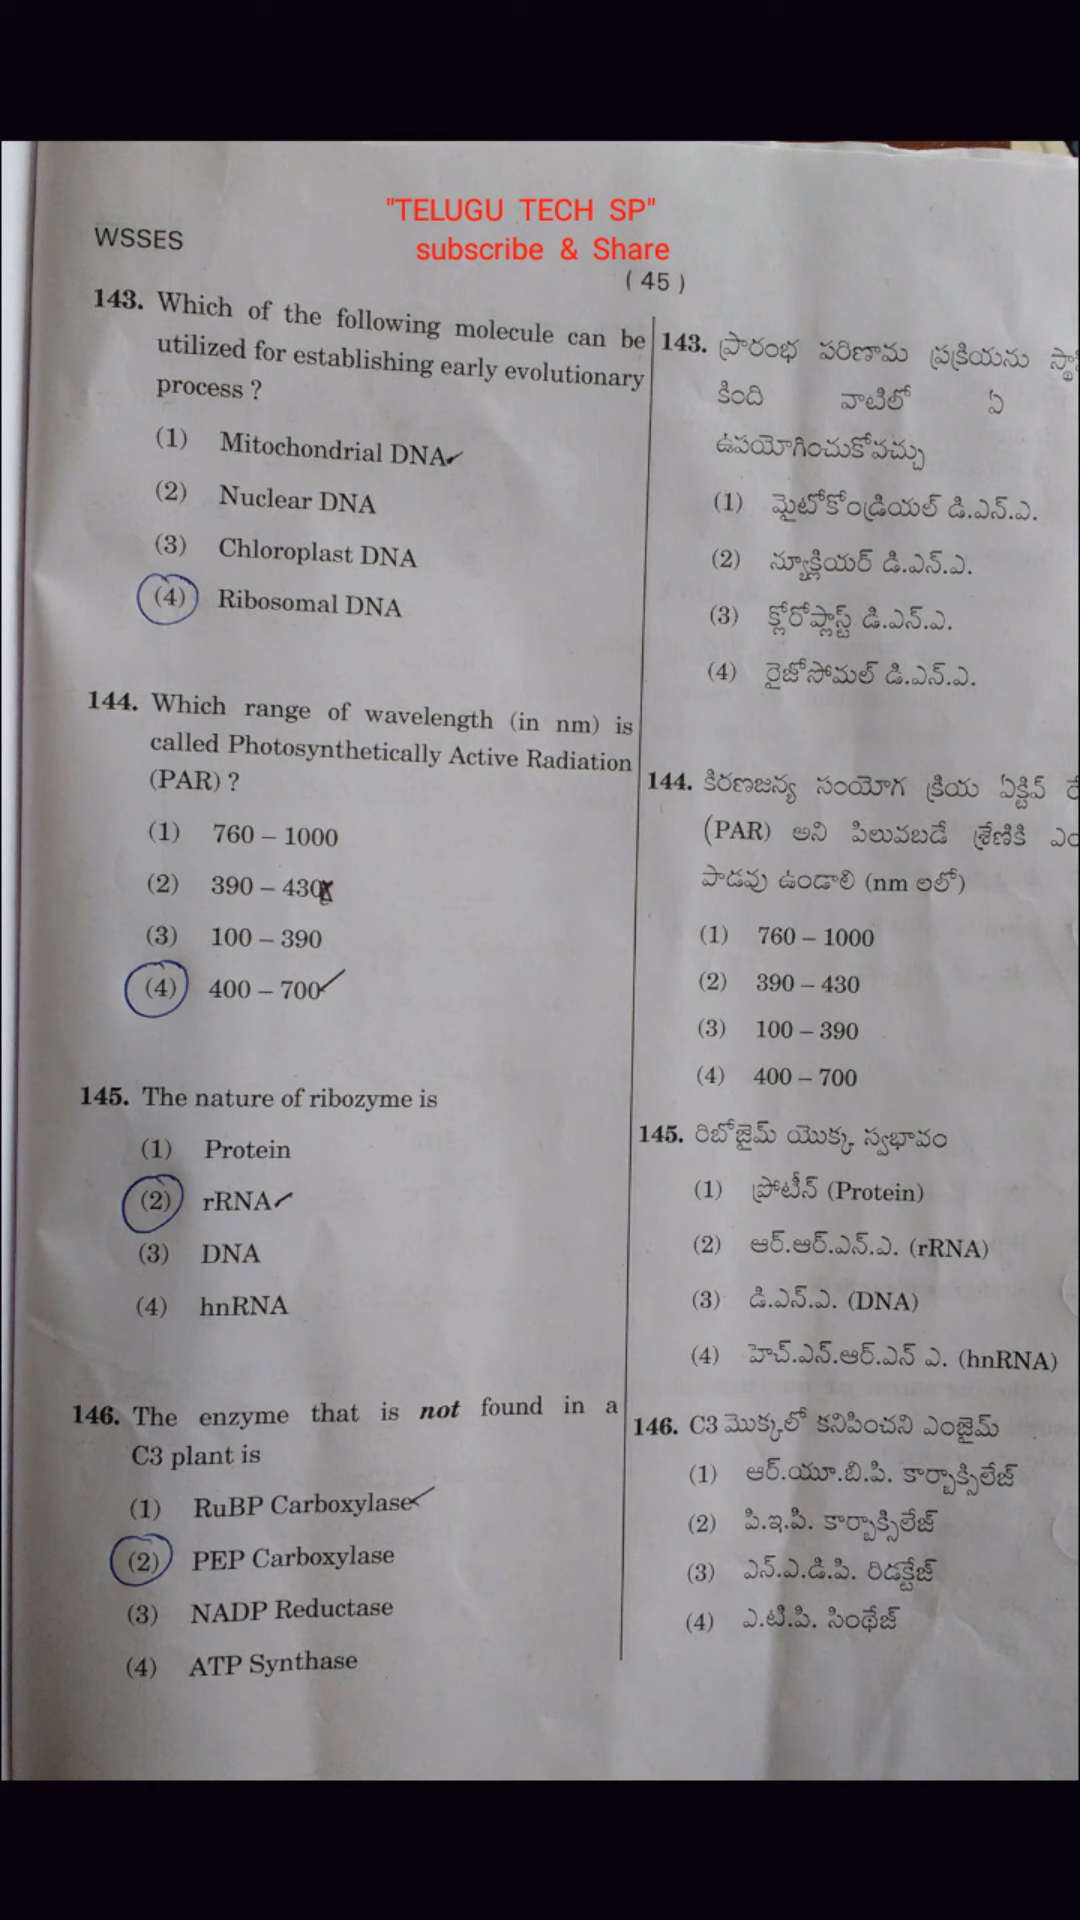 "TELUGU TECH SP"
subscribe & Share
WSSES
( 45 )
143. Which of the following molecule can be
utilized for establishing early evolutionary
process ?
(1) Mitochondrial DNA
(2) Nuclear DNA
(3) Chloroplast DNA
(4) Ribosomal DNA
144. Which range of wavelength (in nm) is
called Photosynthetically Active Radiation
(PAR) ?
(1) 760 – 1000
(2) 390 – 430
(3) 100 – 390
(4) 400 – 700
145. The nature of ribozyme is
(1) Protein
(2) rRNA
(3) DNA
(4) hnRNA
146. The enzyme that is not found in a
C3 plant is
(1) RuBP Carboxylase
(2) PEP Carboxylase
(3) NADP Reductase
(4) ATP Synthase
143. ప్రారంభ పరిణామ ప్రక్రియను
కింది వాటిలో ఏ
ఉపయోగించుకోవచ్చు
(1) మైటోకోండ్రియల్ డి.ఎన్.ఎ.
(2) న్యూక్లియర్ డి.ఎన్.ఎ.
(3) క్లోరోప్లాస్ట్ డి.ఎన్.ఎ.
(4) రైబోసోమల్ డి.ఎన్.ఎ.
144. కిరణజన్య సంయోగ క్రియ ఏక్టివ్
(PAR) అని పిలువబడే శ్రేణికి
పొడవు ఉండాలి (nm లలో)
(1) 760 – 1000
(2) 390 – 430
(3) 100 – 390
(4) 400 – 700
145. రిబోజైమ్ యొక్క స్వభావం
(1) ప్రోటీన్ (Protein)
(2) ఆర్.ఆర్.ఎన్.ఎ. (rRNA)
(3) డి.ఎన్.ఎ. (DNA)
(4) హెచ్.ఎన్.ఆర్.ఎన్ ఎ. (hnRNA)
146. C3 మొక్కలో కనిపించని ఎంజైమ్
(1) ఆర్.యూ.బి.పి. కార్బాక్సిలేజ్
(2) పి.ఇ.పి. కార్బాక్సిలేజ్
(3) ఎన్.ఎ.డి.పి. రిడక్టేజ్
(4) ఎ.టి.పి. సింథేజ్